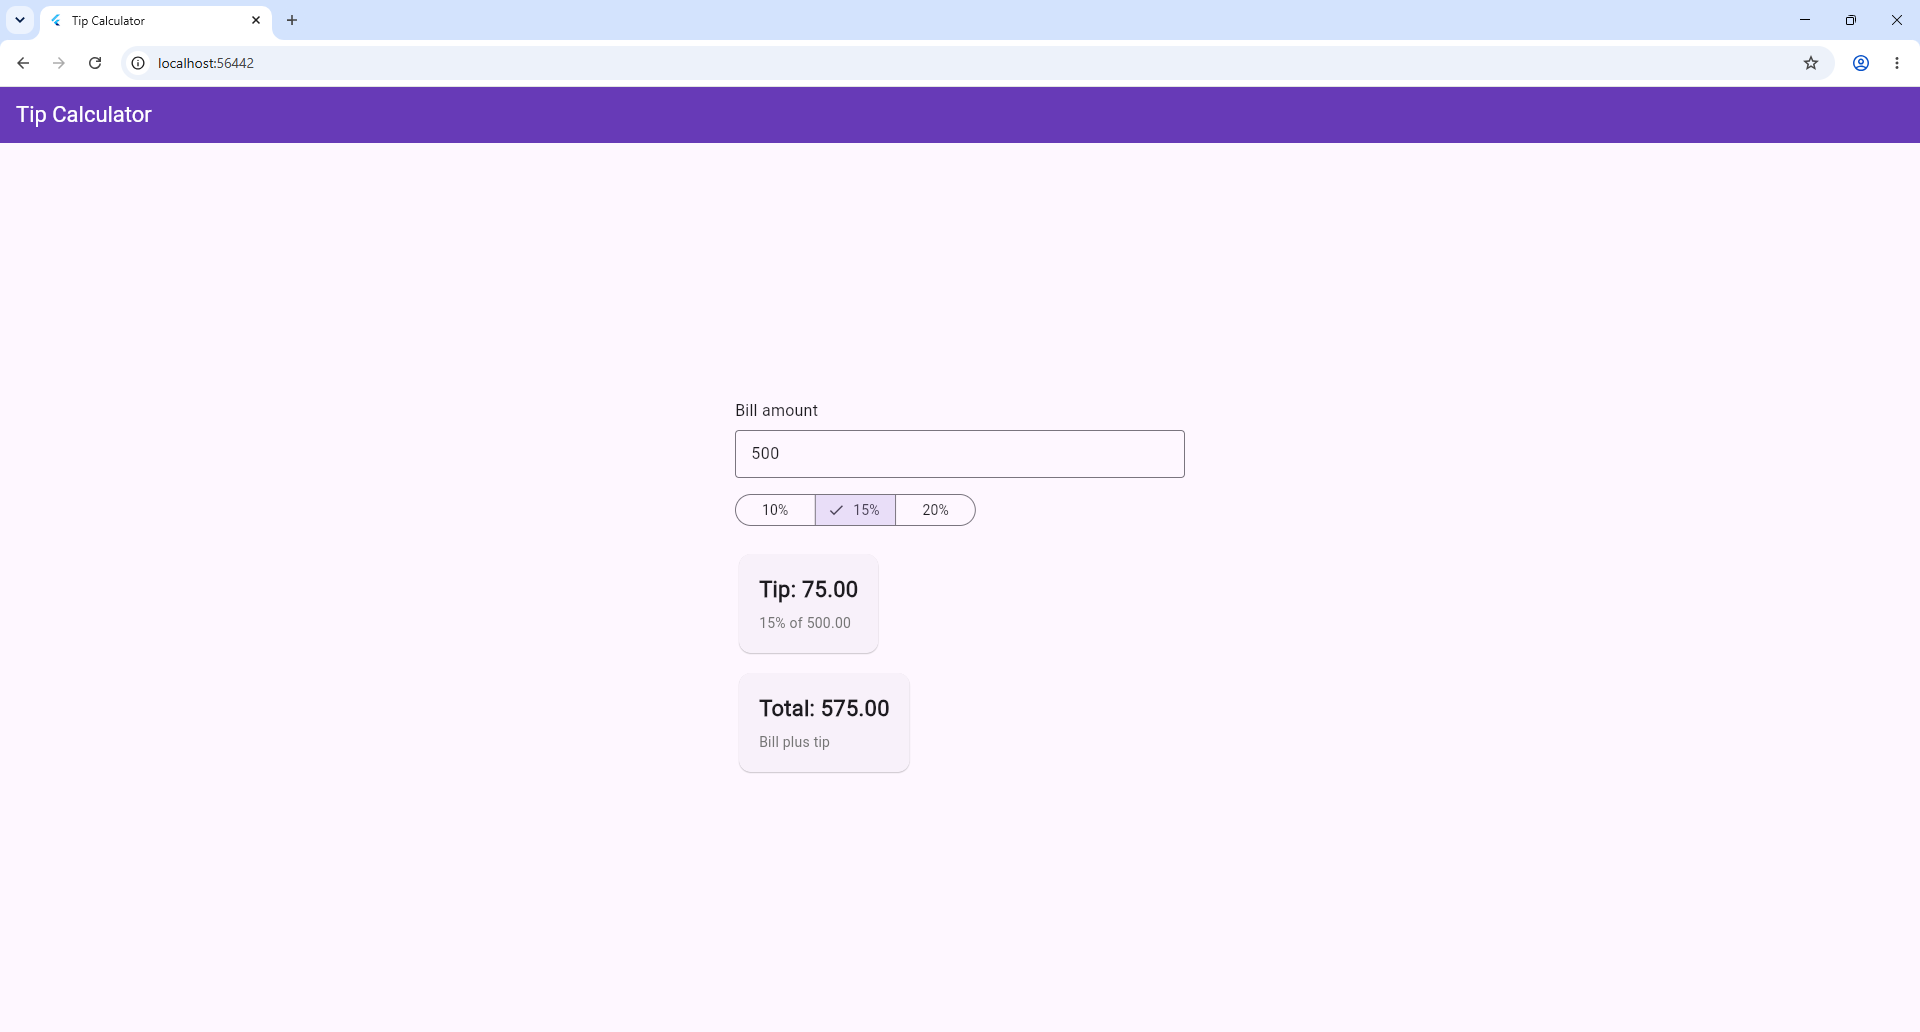 Tip Calculator
localhost:56442
Tip Calculator
Bill amount
500
10% 15% 20%
Tip: 75.00
15% of 500.00
Total: 575.00
Bill plus tip